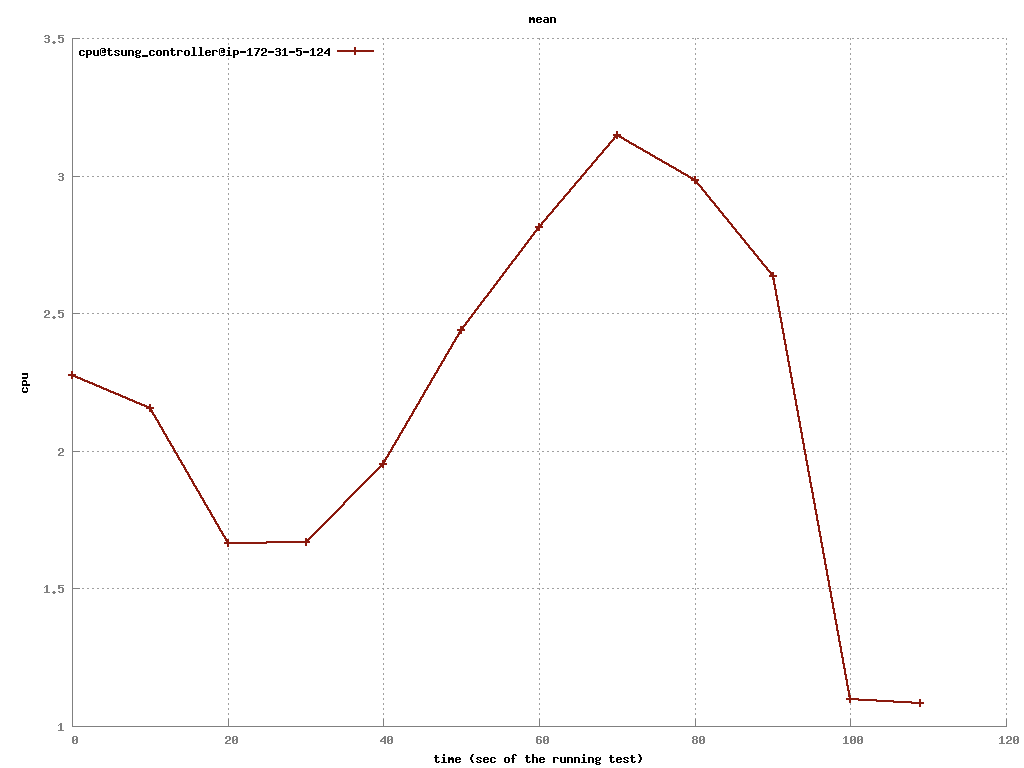 mean
cpu@tsung_controller@ip-172-31-5-124
3.5
3
2.5
2
1.5
1
cpu
0 20 40 60 80 100 120
time (sec of the running test)